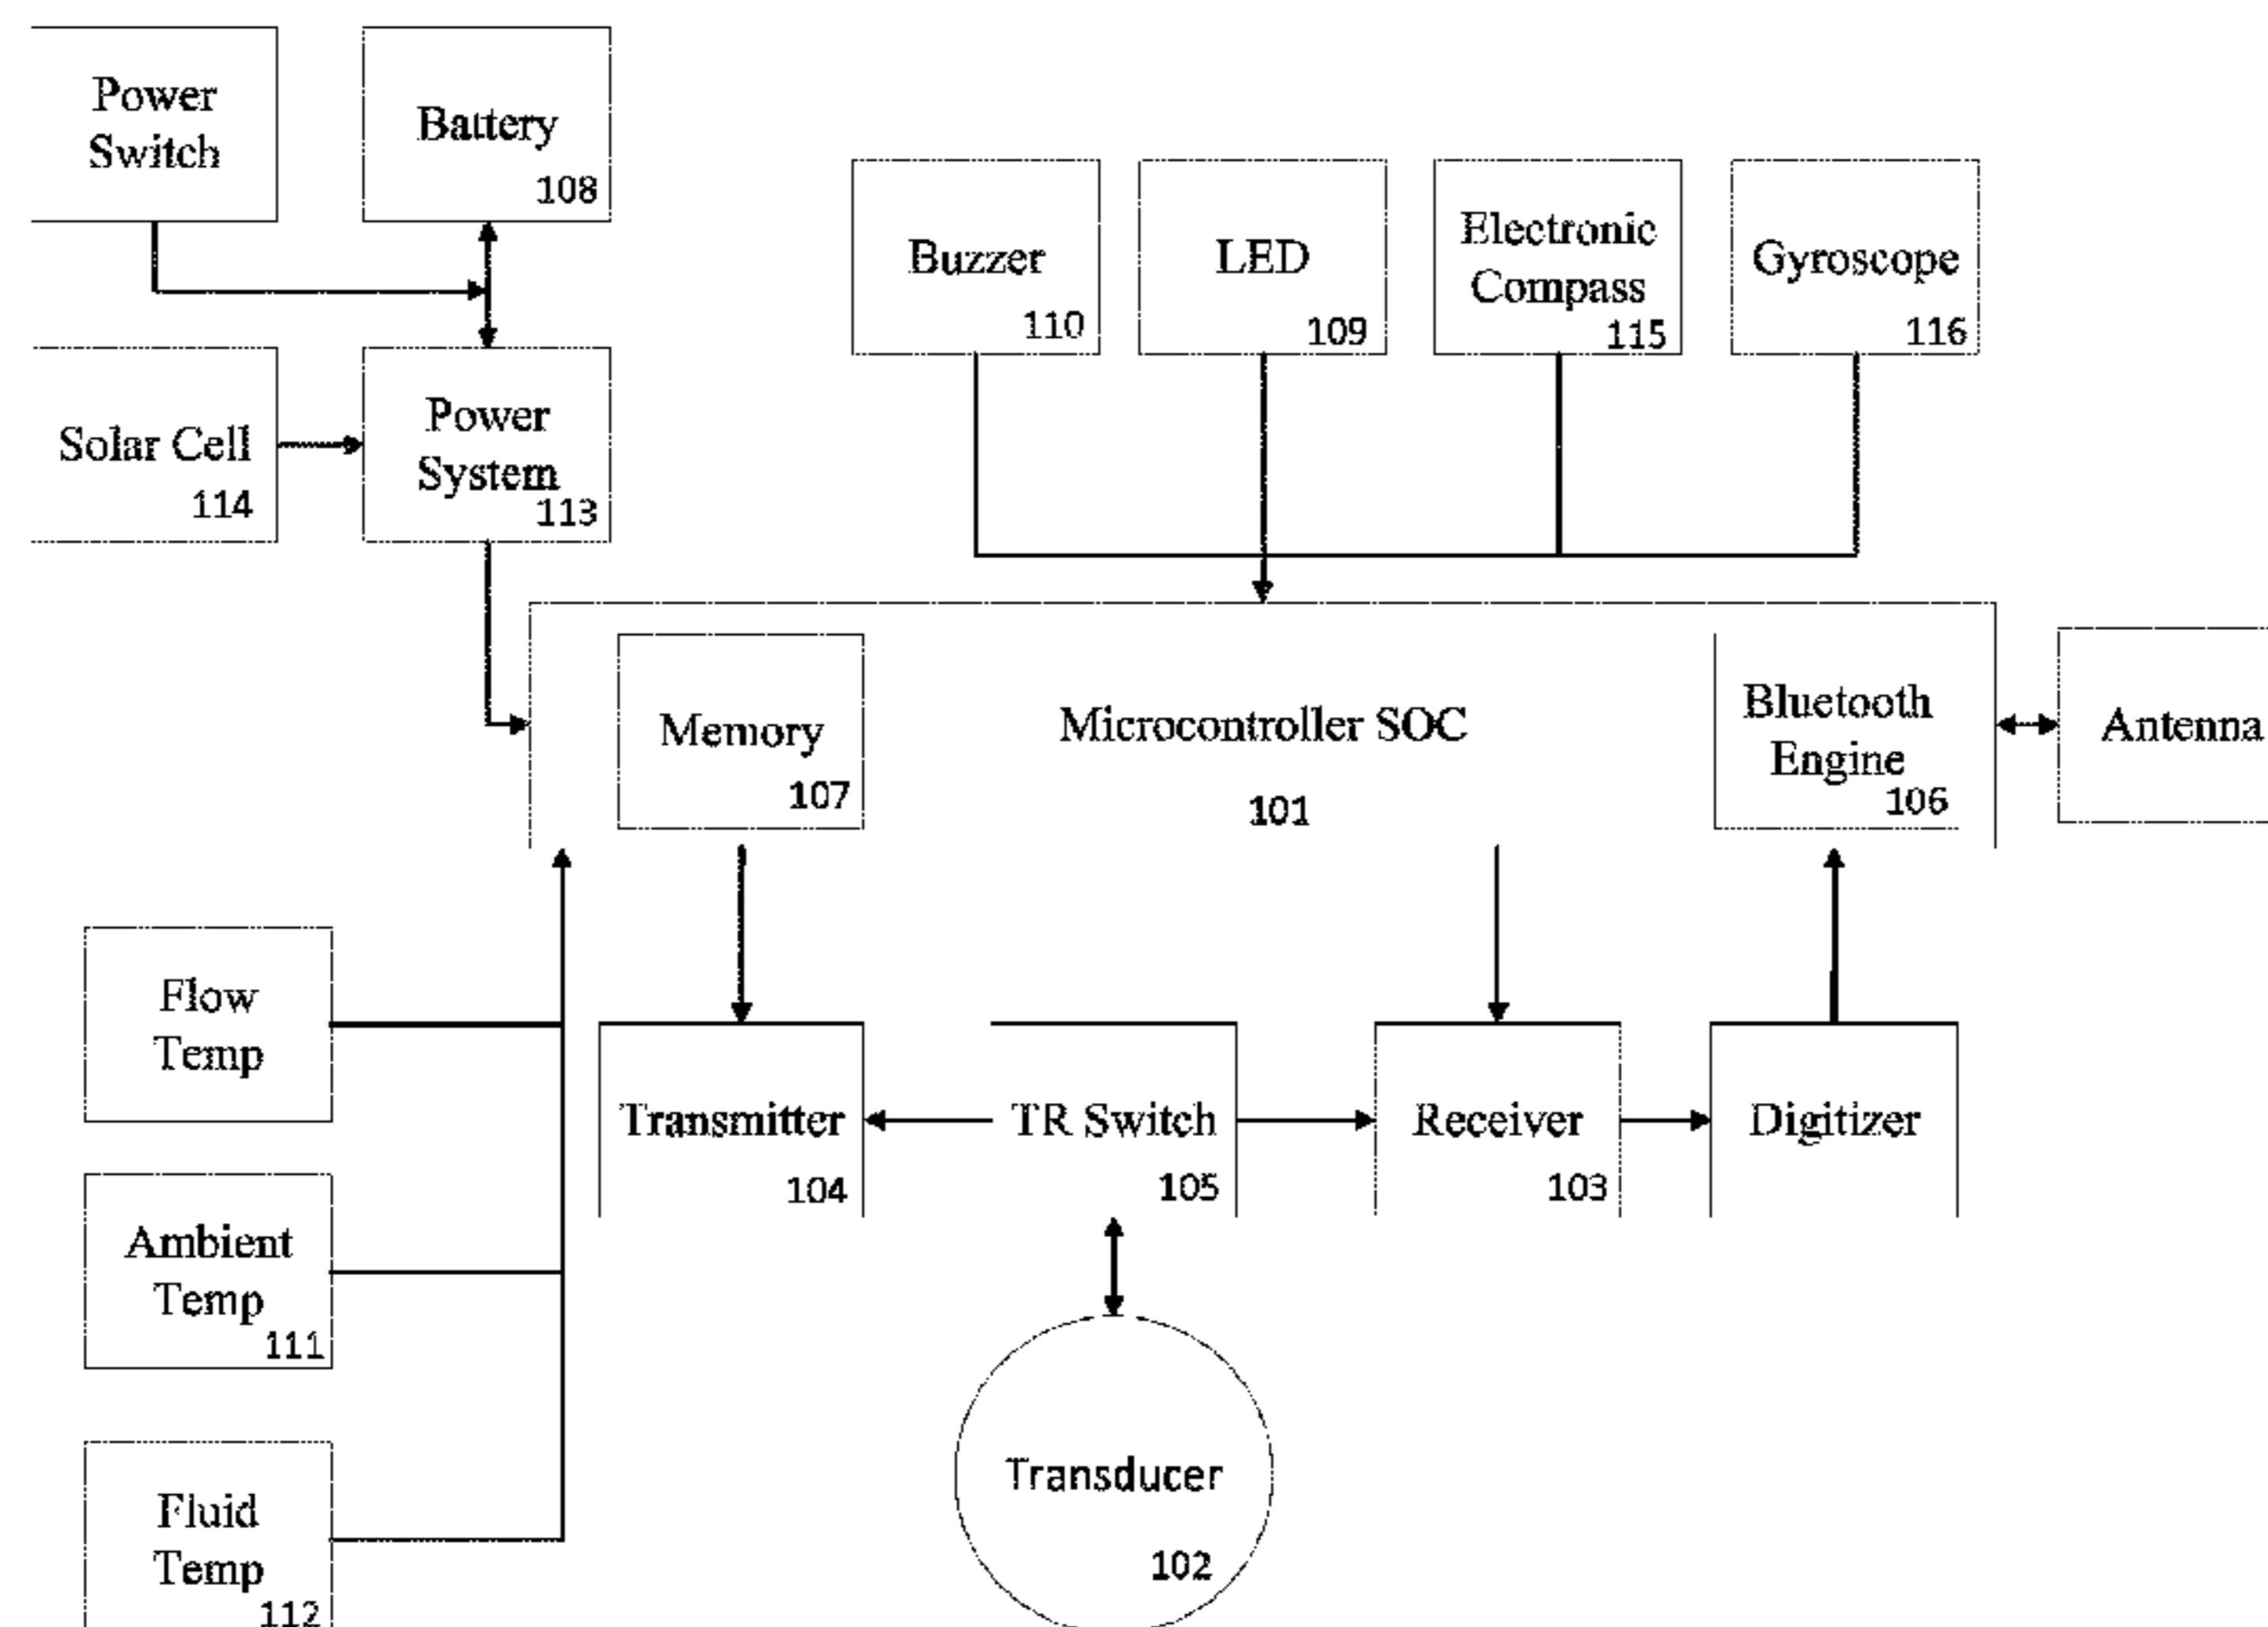 Power
Switch
Battery
108
Buzzer
110
LED
109
Electronic
Compass
115
Gyroscope
116
Solar Cell
114
Power
System
113
Memory
107
Microcontroller SOC
101
Bluetooth
Engine
106
Antenna
Flow
Temp
Transmitter
104
TR Switch
105
Receiver
103
Digitizer
Ambient
Temp
111
Transducer
102
Fluid
Temp
112